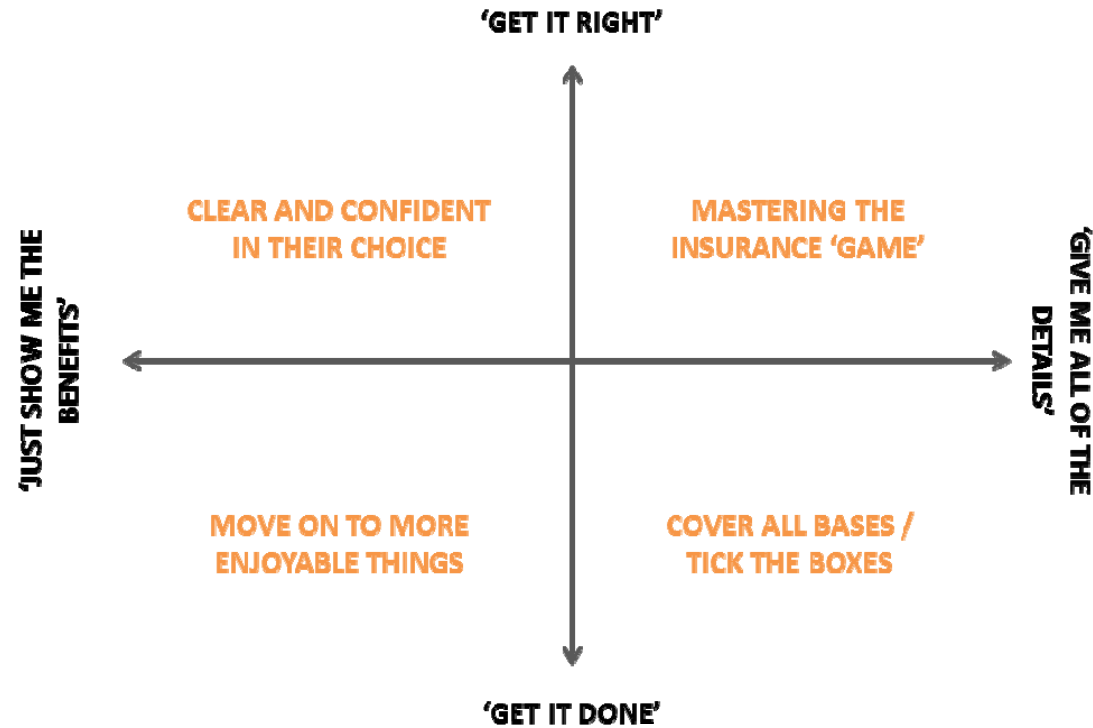 ‘GET IT RIGHT’
CLEAR AND CONFIDENT
IN THEIR CHOICE
MASTERING THE
INSURANCE ‘GAME’
‘JUST SHOW ME THE
BENEFITS’
‘GIVE ME ALL OF THE
DETAILS’
MOVE ON TO MORE
ENJOYABLE THINGS
COVER ALL BASES /
TICK THE BOXES
‘GET IT DONE’